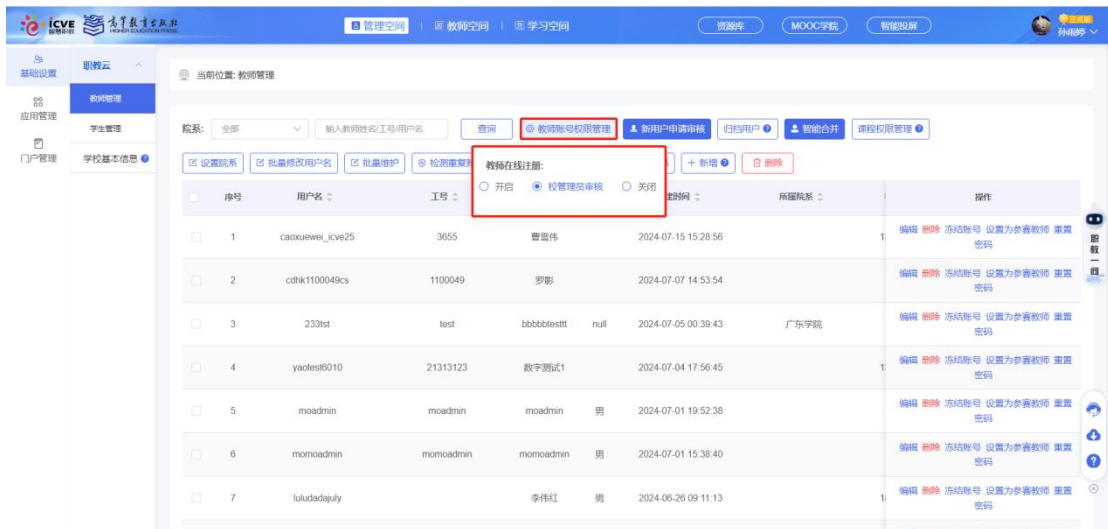 icve 智慧职教 高等教育出版社 HIGHER EDUCATION PRESS 管理空间 教师空间 学习空间 资源库 MOOC学院 智能投屏 正式版 孙雨婷
基础设置 职教云 当前位置: 教师管理
应用管理 教师管理
门户管理 学生管理
学校基本信息
院系: 全部 输入教师姓名/工号/用户名 查询 教师账号权限管理 新用户申请审核 归档用户 智能合并 课程权限管理
设置院系 批量修改用户名 批量维护 检测重复 + 新增 删除
教师在线注册:
开启 校管理员审核 关闭
序号 用户名 工号 建时间 所属院系 操作
1 caoxuewei_icve25 3655 曹雪伟 2024-07-15 15:28:56 编辑 删除 冻结账号 设置为参赛教师 重置密码
2 cdhk1100049cs 1100049 罗影 2024-07-07 14:53:54 编辑 删除 冻结账号 设置为参赛教师 重置密码
3 233tst test bbbbbtesttt null 2024-07-05 00:39:43 广东学院 编辑 删除 冻结账号 设置为参赛教师 重置密码
4 yaotest6010 21313123 数字测试1 2024-07-04 17:56:45 编辑 删除 冻结账号 设置为参赛教师 重置密码
5 moadmin moadmin moadmin 男 2024-07-01 19:52:38 编辑 删除 冻结账号 设置为参赛教师 重置密码
6 momoadmin momoadmin momoadmin 男 2024-07-01 15:38:40 编辑 删除 冻结账号 设置为参赛教师 重置密码
7 luludadajuly 李伟红 男 2024-06-26 09:11:13 编辑 删除 冻结账号 设置为参赛教师 重置密码
职教一问